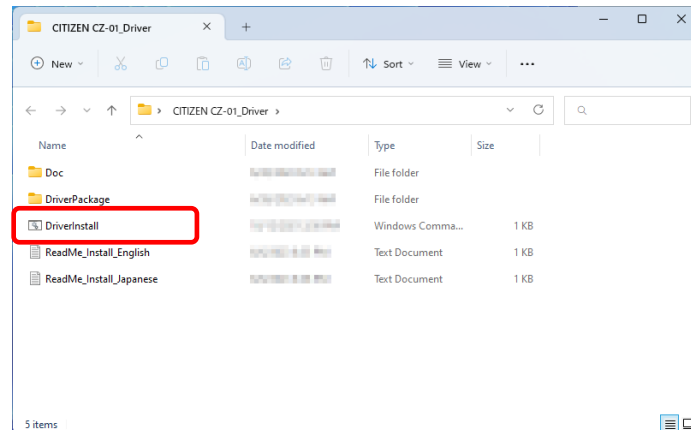 CITIZEN CZ-01_Driver
New
Sort
View
CITIZEN CZ-01_Driver
Name Date modified Type Size
Doc File folder
DriverPackage File folder
DriverInstall Windows Comma... 1 KB
ReadMe_Install_English Text Document 1 KB
ReadMe_Install_Japanese Text Document 1 KB
5 items